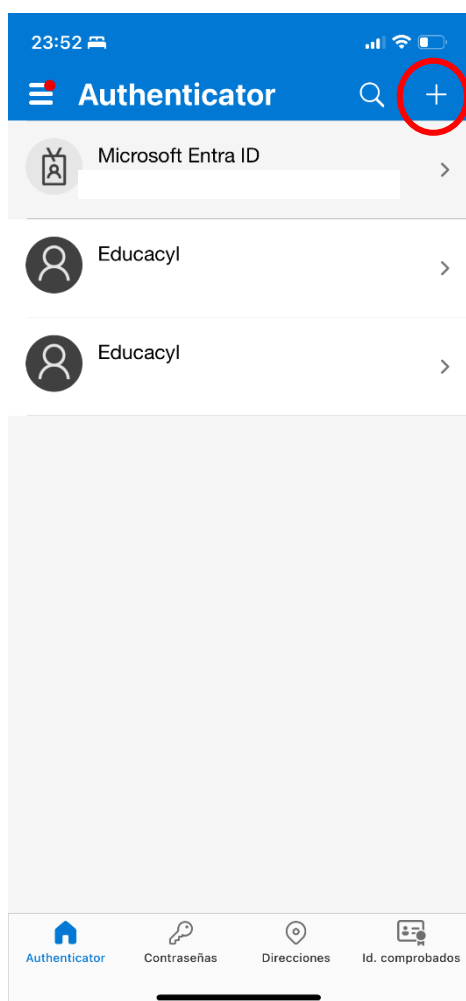 23:52
Authenticator
Microsoft Entra ID
Educacyl
Educacyl
Authenticator Contraseñas Direcciones Id. comprobados